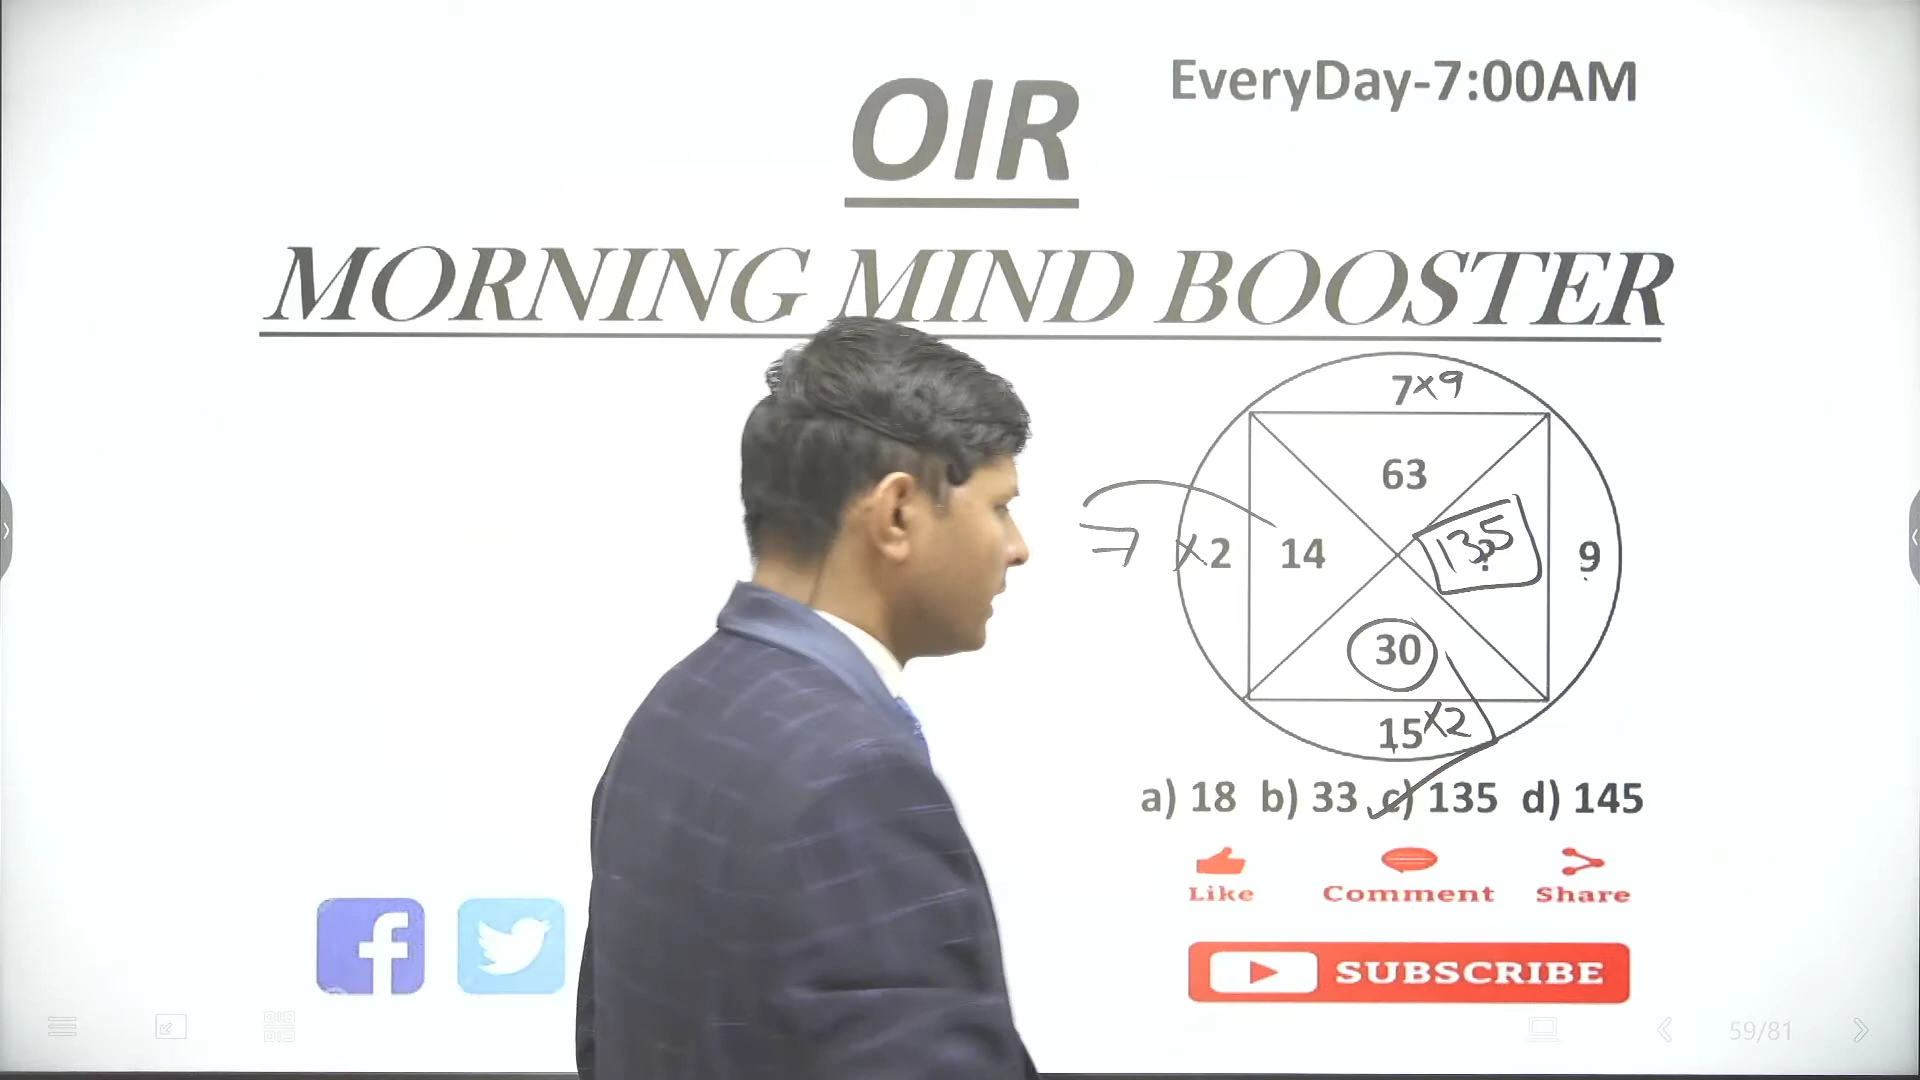 EveryDay-7:00AM
OIR
MORNING MIND BOOSTER
7×9
63
7 ×2 14 135 9
30
15×2
a) 18 b) 33 c) 135 d) 145
Like Comment Share
SUBSCRIBE
59/81